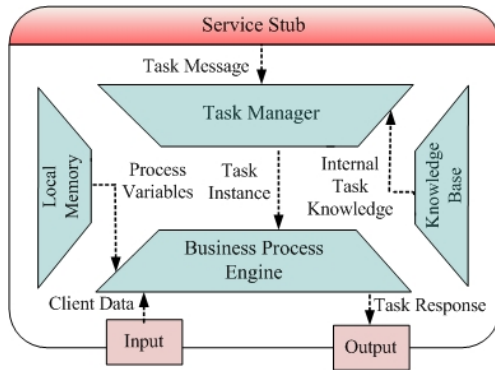 Service Stub
Task Message
Task Manager
Local
Memory
Process
Variables
Task
Instance
Internal
Task
Knowledge
Knowledge
Base
Business Process
Engine
Client Data
Task Response
Input
Output